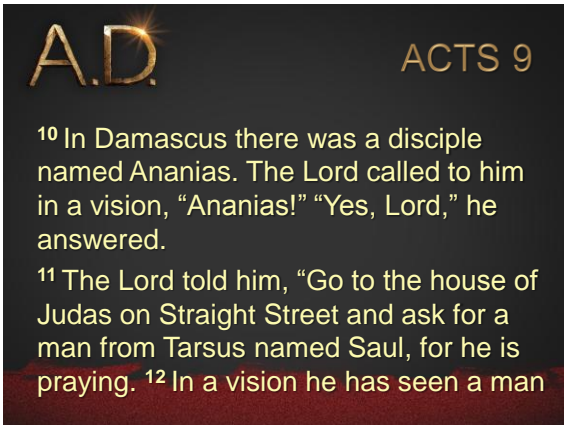 A.D.
ACTS 9
10 In Damascus there was a disciple
named Ananias. The Lord called to him
in a vision, “Ananias!” “Yes, Lord,” he
answered.
11 The Lord told him, “Go to the house of
Judas on Straight Street and ask for a
man from Tarsus named Saul, for he is
praying. 12 In a vision he has seen a man